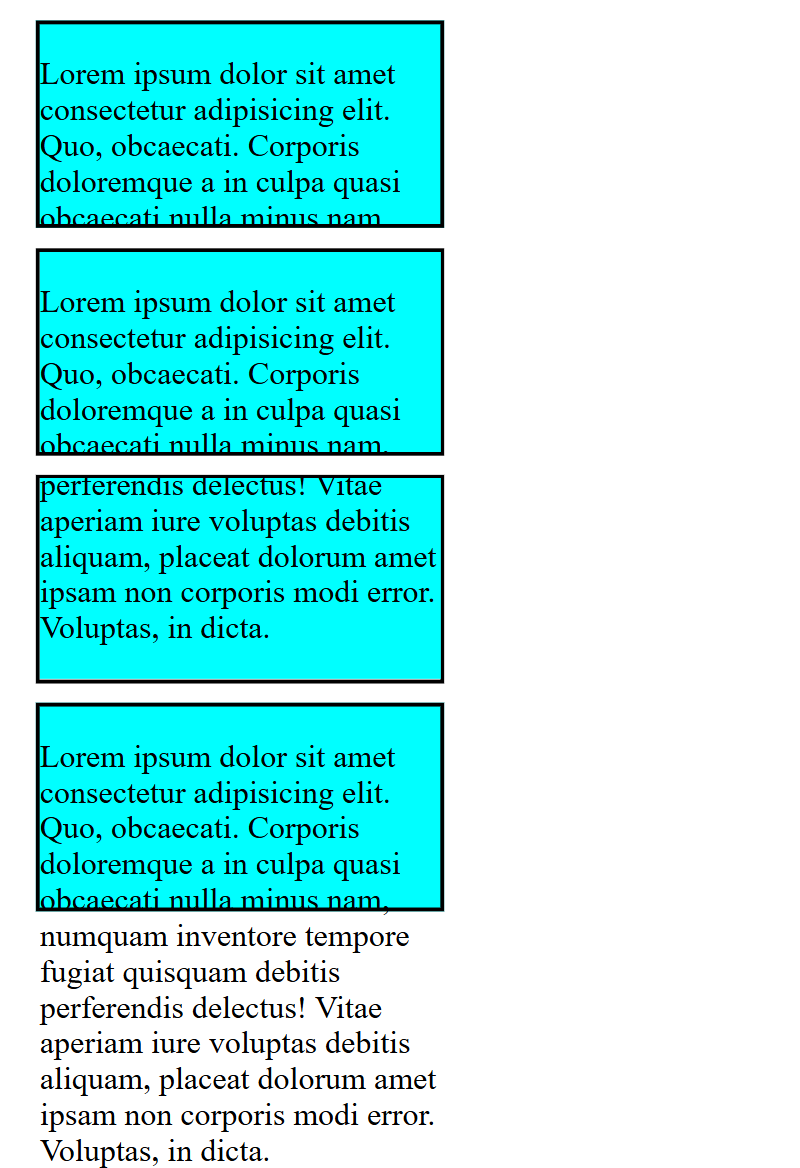 Lorem ipsum dolor sit amet
consectetur adipisicing elit.
Quo, obcaecati. Corporis
doloremque a in culpa quasi
obcaecati nulla minus nam
Lorem ipsum dolor sit amet
consectetur adipisicing elit.
Quo, obcaecati. Corporis
doloremque a in culpa quasi
obcaecati nulla minus nam,
perferendis delectus! Vitae
aperiam iure voluptas debitis
aliquam, placeat dolorum amet
ipsam non corporis modi error.
Voluptas, in dicta.
Lorem ipsum dolor sit amet
consectetur adipisicing elit.
Quo, obcaecati. Corporis
doloremque a in culpa quasi
obcaecati nulla minus nam,
numquam inventore tempore
fugiat quisquam debitis
perferendis delectus! Vitae
aperiam iure voluptas debitis
aliquam, placeat dolorum amet
ipsam non corporis modi error.
Voluptas, in dicta.